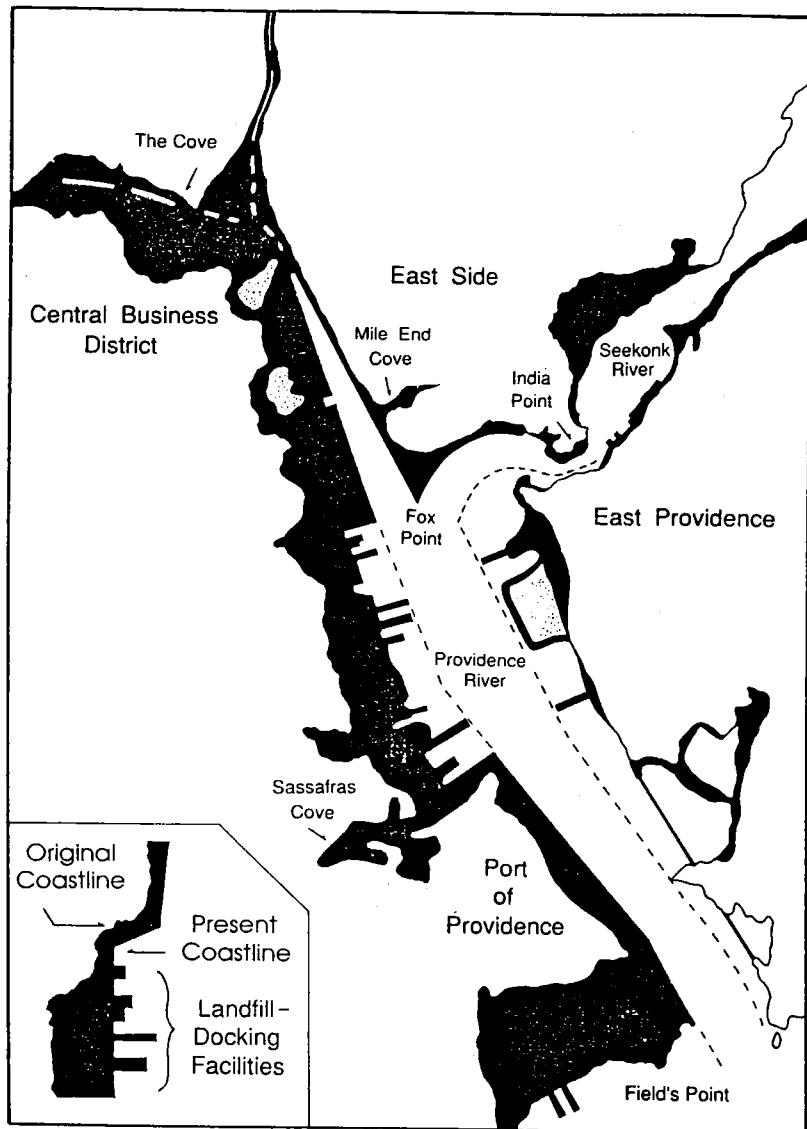 The Cove
East Side
Central Business
District
Mile End
Cove
India
Point
Seekonk
River
Fox
Point
East Providence
Providence
River
Sassafras
Cove
Port
of
Providence
Field's Point
Original
Coastline
Present
Coastline
Landfill-
Docking
Facilities